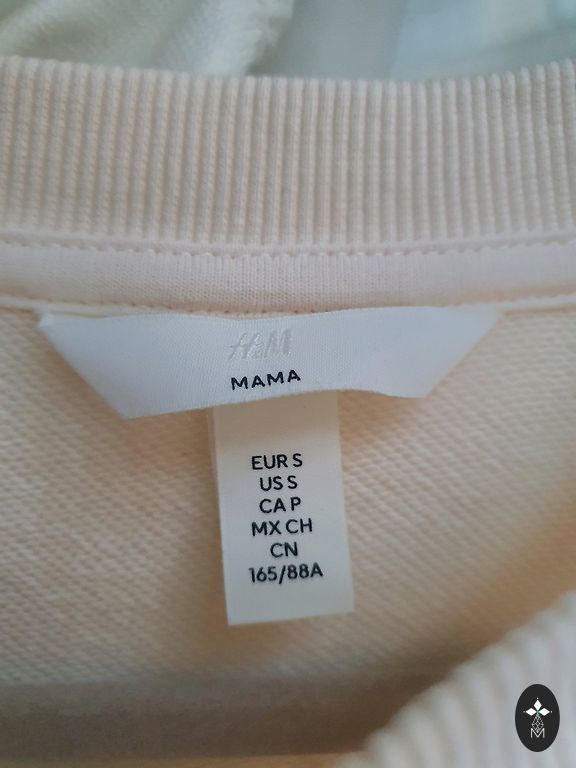 H&M
MAMA
EUR S
US S
CA P
MX CH
CN
165/88A
M